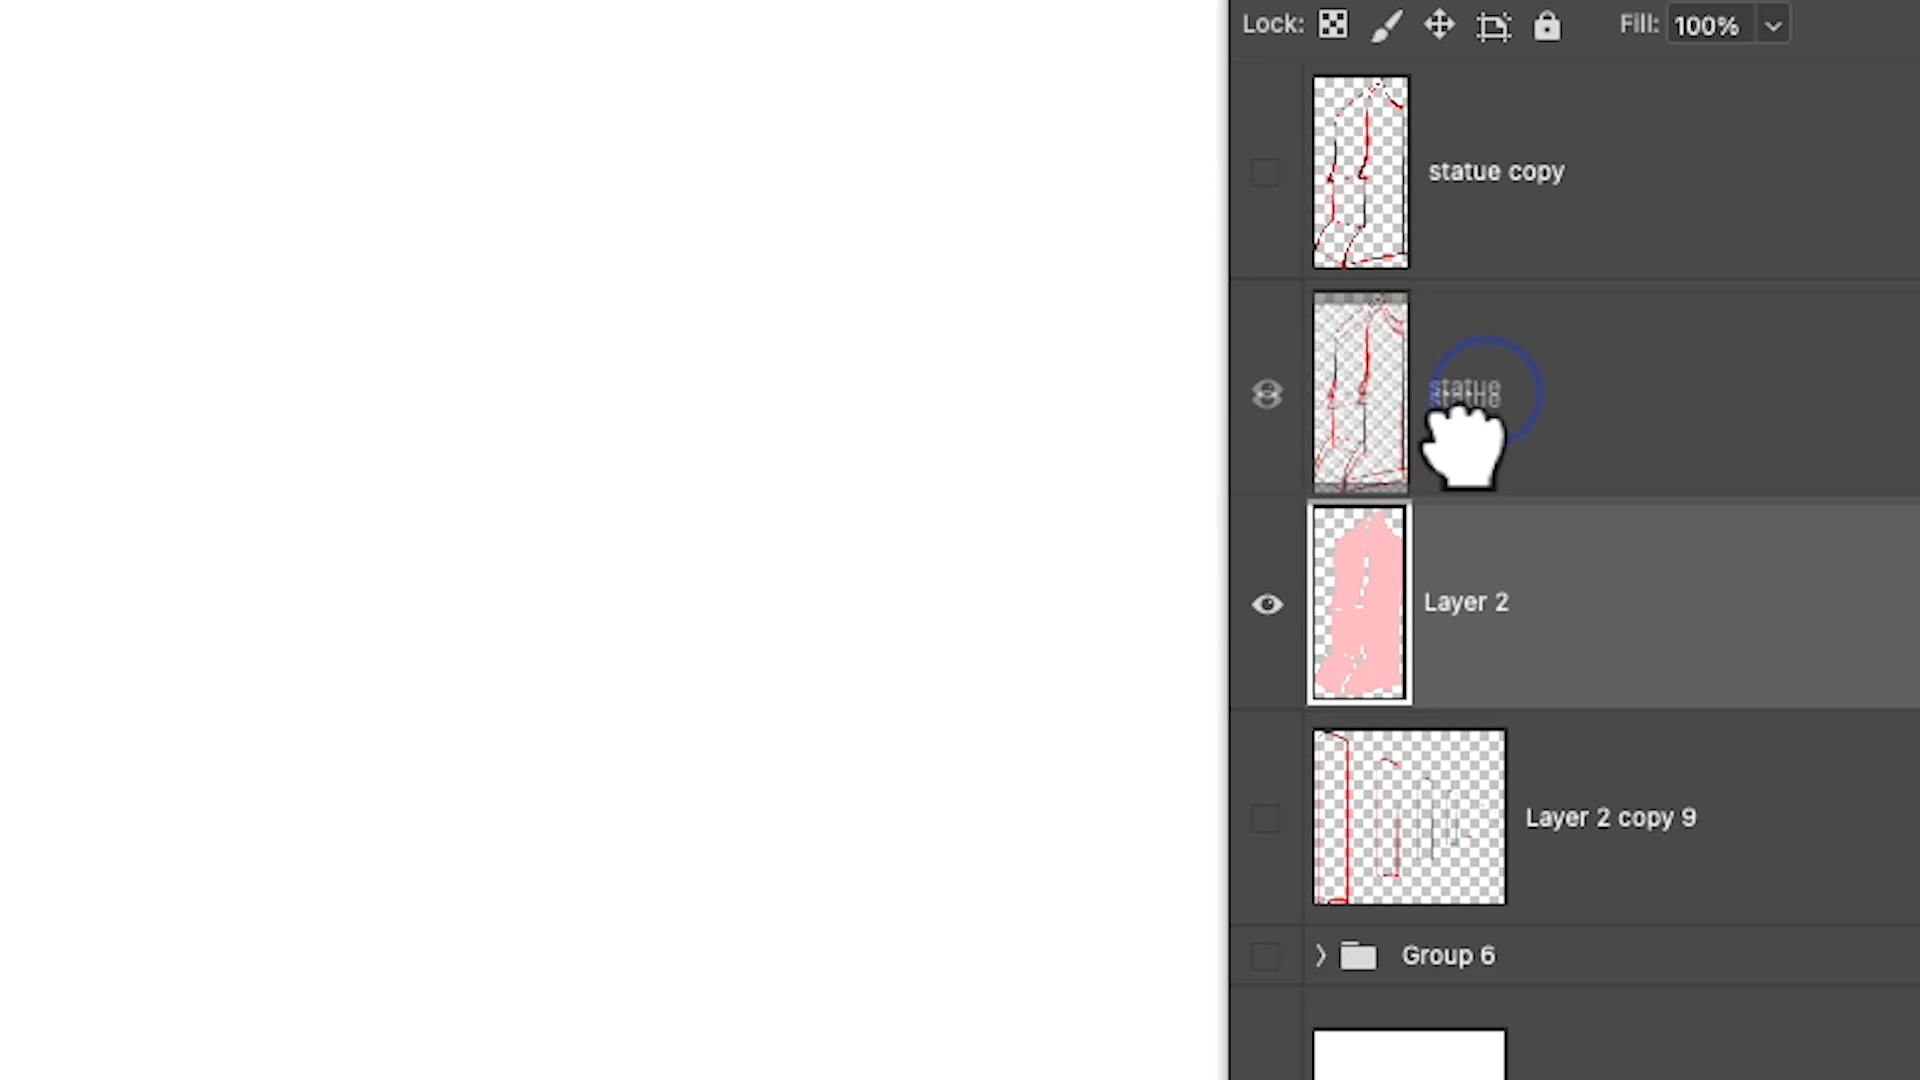 Lock:
Fill: 100%
statue copy
statue
Layer 2
Layer 2 copy 9
Group 6